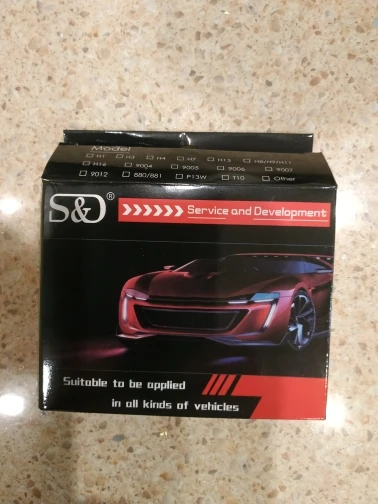 Model
□ H1 □ H3 □ H4 □ H7 □ H13 □ H8/H9/H11
□ H16 □ 9004 □ 9005 □ 9006 □ 9007
□ 9012 □ 880/881 □ P13W □ T10 □ Other
S&D® Service and Development
Suitable to be applied
in all kinds of vehicles